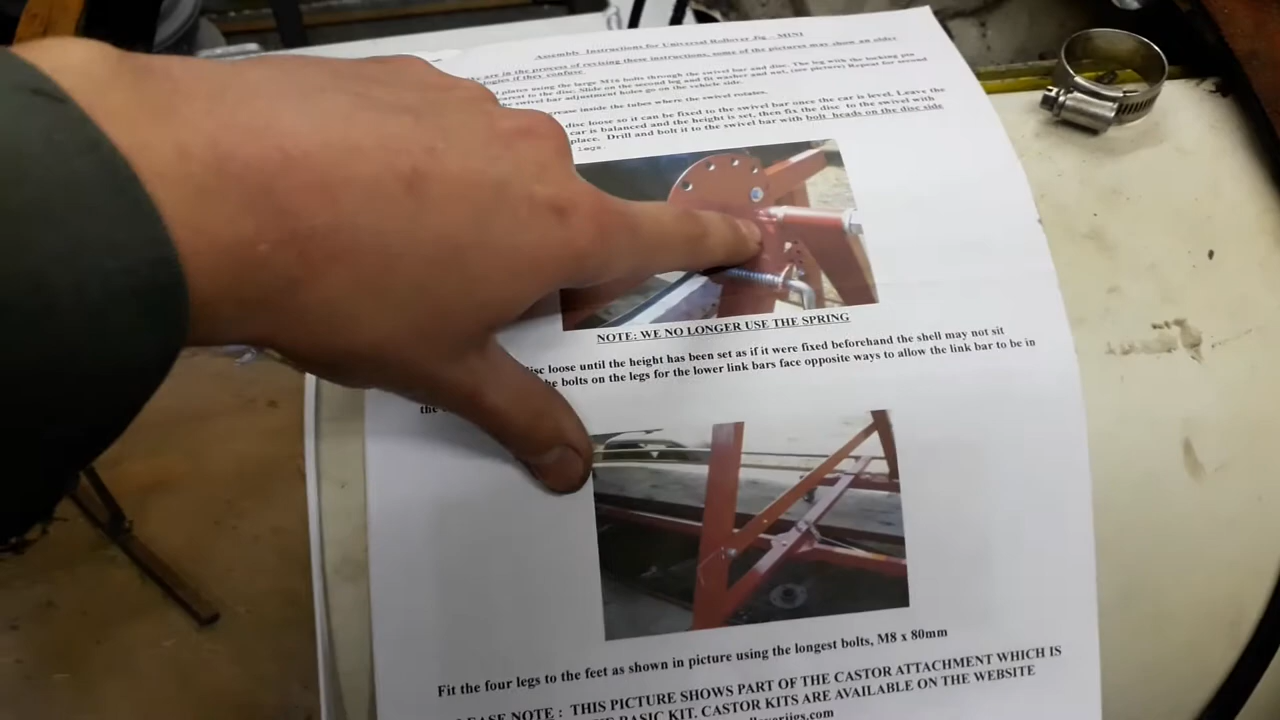 Assembly Instructions for Universal Rollover Jig - MINI
are in the process of revising these instructions, some of the pictures may show an older
ologies if they confuse
plates using the large M16 bolts through the swivel bar and disc. The leg with the locking pin
nearest to the disc. Slide on the second leg and fit washer and nut, (see picture) Repeat for second
the swivel bar adjustment holes go on the vehicle side.
grease inside the tubes where the swivel rotates.
disc loose so it can be fixed to the swivel bar once the car is level. Leave the
car is balanced and the height is set, then fix the disc to the swivel with
place. Drill and bolt it to the swivel bar with bolt heads on the disc side
legs.
NOTE: WE NO LONGER USE THE SPRING
disc loose until the height has been set as if it were fixed beforehand the shell may not sit
he bolts on the legs for the lower link bars face opposite ways to allow the link bar to be in
the
Fit the four legs to the feet as shown in picture using the longest bolts, M8 x 80mm
EASE NOTE : THIS PICTURE SHOWS PART OF THE CASTOR ATTACHMENT WHICH IS
BASIC KIT. CASTOR KITS ARE AVAILABLE ON THE WEBSITE